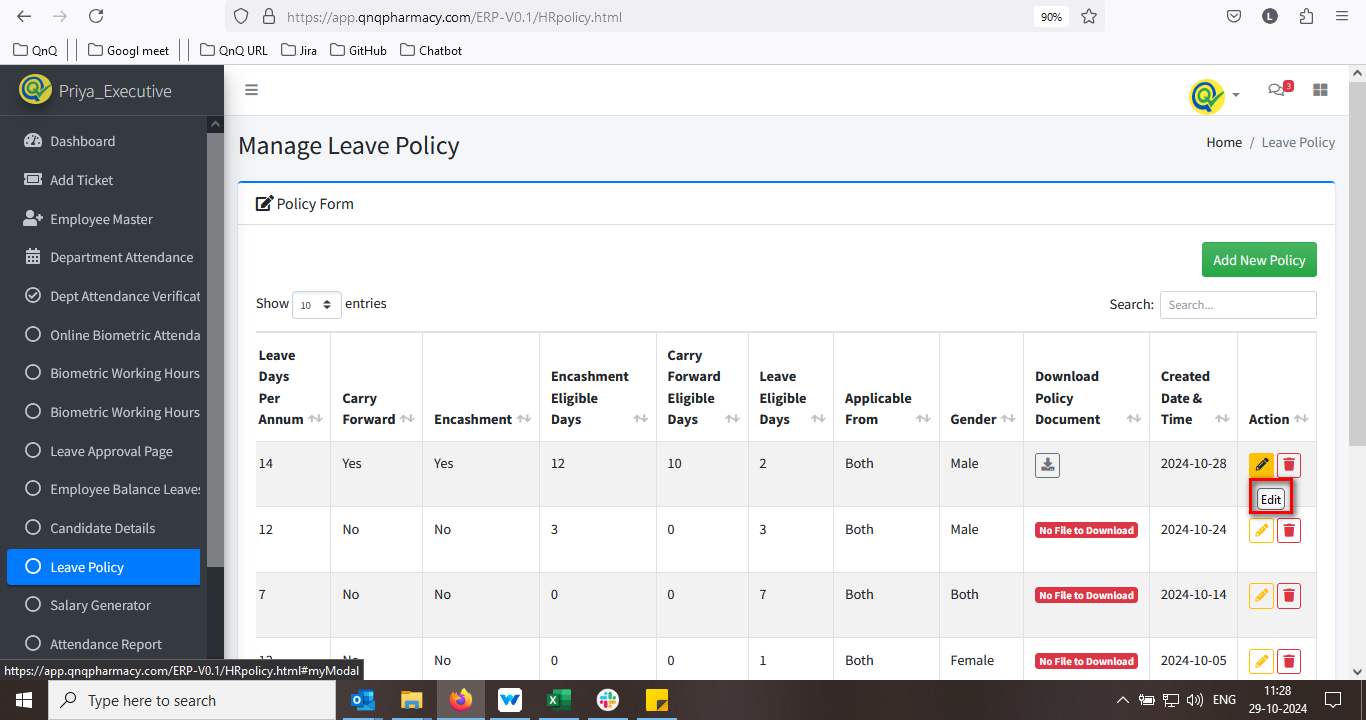 https://app.qnqpharmacy.com/ERP-V0.1/HRpolicy.html
90%
L
QnQ
Googl meet
QnQ URL
Jira
GitHub
Chatbot
Priya_Executive
3
Dashboard
Add Ticket
Employee Master
Department Attendance
Dept Attendance Verificat
Online Biometric Attenda
Biometric Working Hours
Biometric Working Hours
Leave Approval Page
Employee Balance Leaves
Candidate Details
Leave Policy
Salary Generator
Attendance Report
Manage Leave Policy
Home / Leave Policy
Policy Form
Add New Policy
Show 10 entries
Search: Search...
Leave Days Per Annum
Carry Forward
Encashment
Encashment Eligible Days
Carry Forward Eligible Days
Leave Eligible Days
Applicable From
Gender
Download Policy Document
Created Date & Time
Action
14 Yes Yes 12 10 2 Both Male 2024-10-28
Edit
12 No No 3 0 3 Both Male No File to Download 2024-10-24
7 No No 0 0 7 Both Both No File to Download 2024-10-14
No 0 0 1 Both Female No File to Download 2024-10-05
https://app.qnqpharmacy.com/ERP-V0.1/HRpolicy.html#myModal
Type here to search
ENG
11:28
29-10-2024